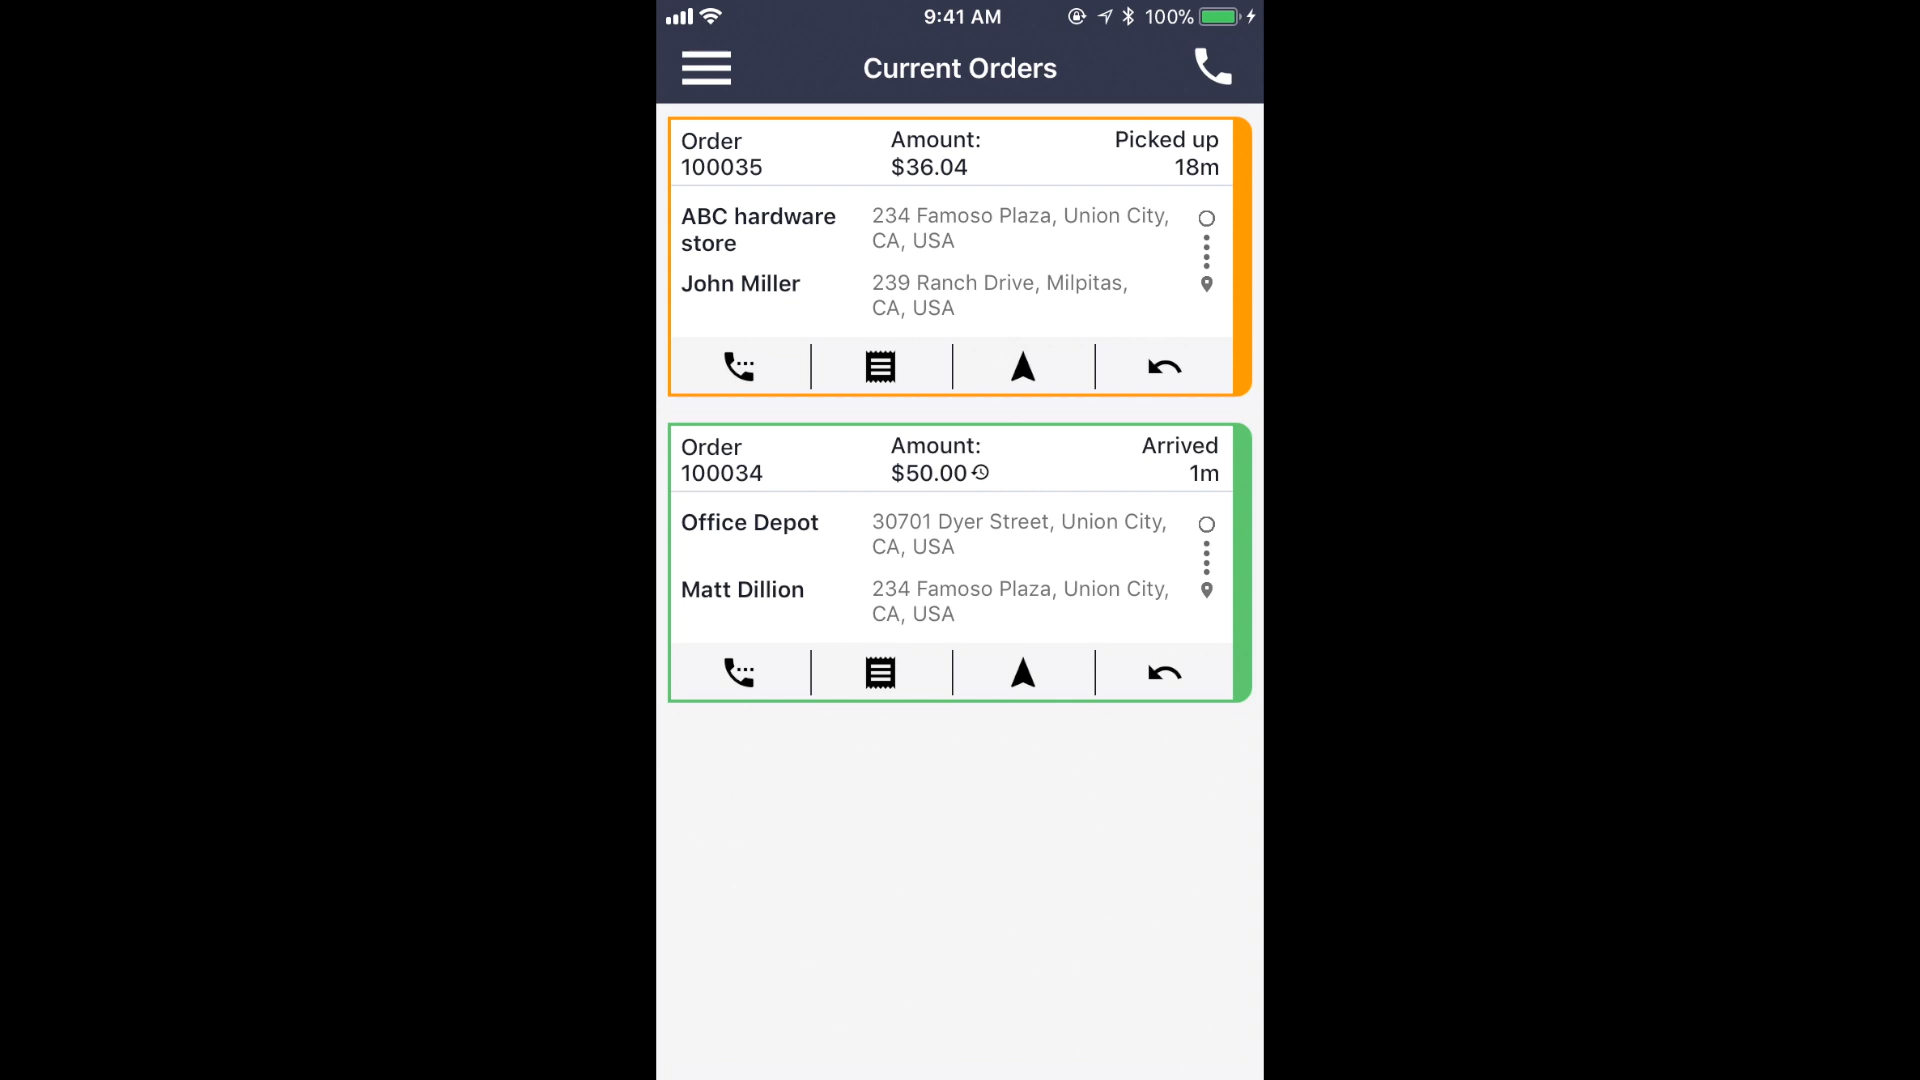 9:41 AM 100%
Current Orders
Order Amount: Picked up
100035 $36.04 18m
ABC hardware 234 Famoso Plaza, Union City,
store CA, USA
John Miller 239 Ranch Drive, Milpitas,
CA, USA
Order Amount: Arrived
100034 $50.00 1m
Office Depot 30701 Dyer Street, Union City,
CA, USA
Matt Dillion 234 Famoso Plaza, Union City,
CA, USA